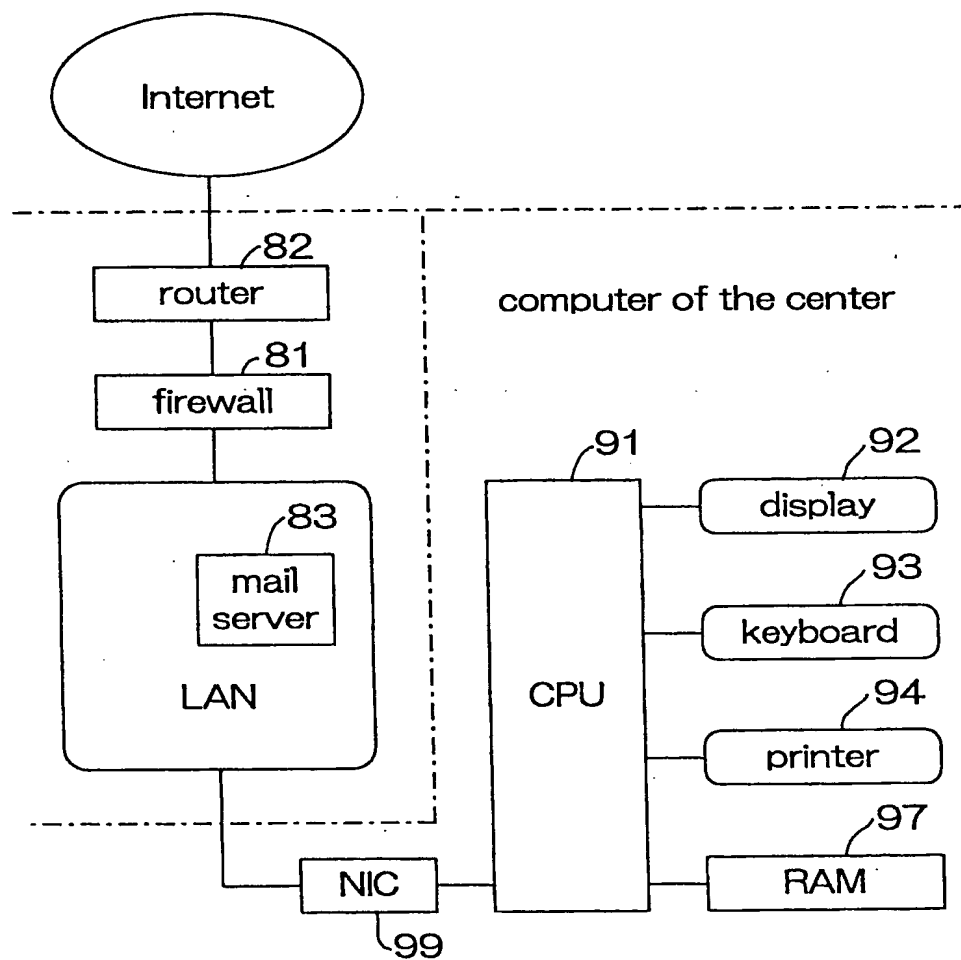 Internet
82
router
computer of the center
81
firewall
91
92
display
83
mail
server
93
keyboard
LAN
CPU
94
printer
97
NIC
RAM
99